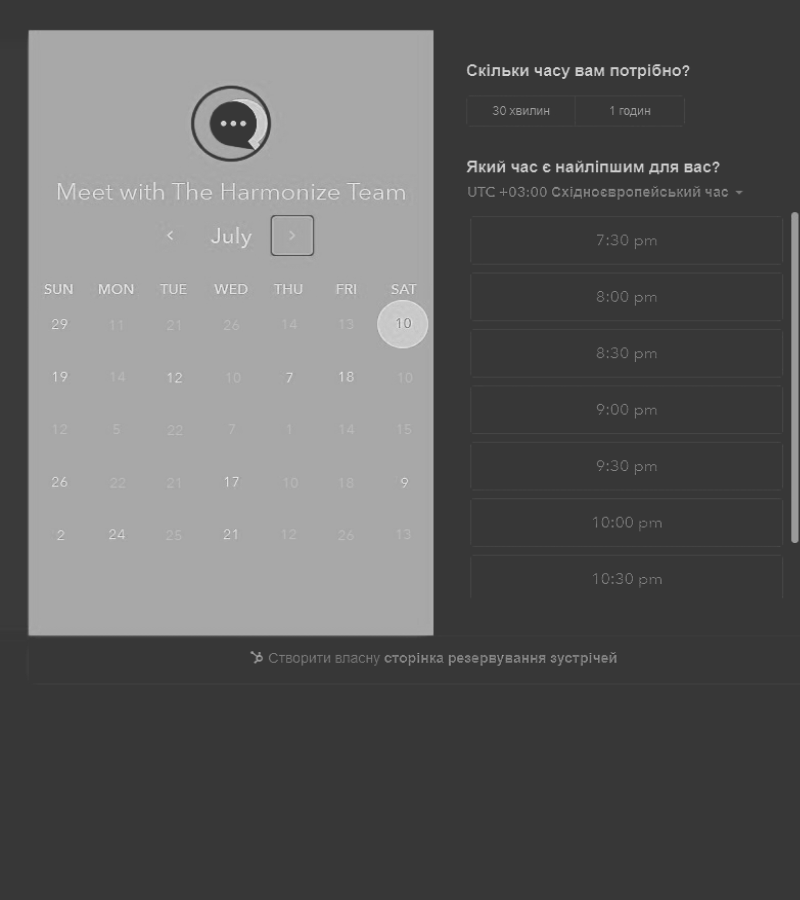 Meet with The Harmonize Team
July
SUN MON TUE WED THU FRI SAT
29 11 21 26 14 13 10
19 14 12 10 7 18 10
12 5 22 7 1 14 15
26 22 21 17 10 18 9
2 24 25 21 12 26 13
Скільки часу вам потрібно?
30 хвилин 1 годин
Який час є найліпшим для вас?
UTC +03:00 Східноєвропейський час
7:30 pm
8:00 pm
8:30 pm
9:00 pm
9:30 pm
10:00 pm
10:30 pm
Створити власну сторінка резервування зустрічей